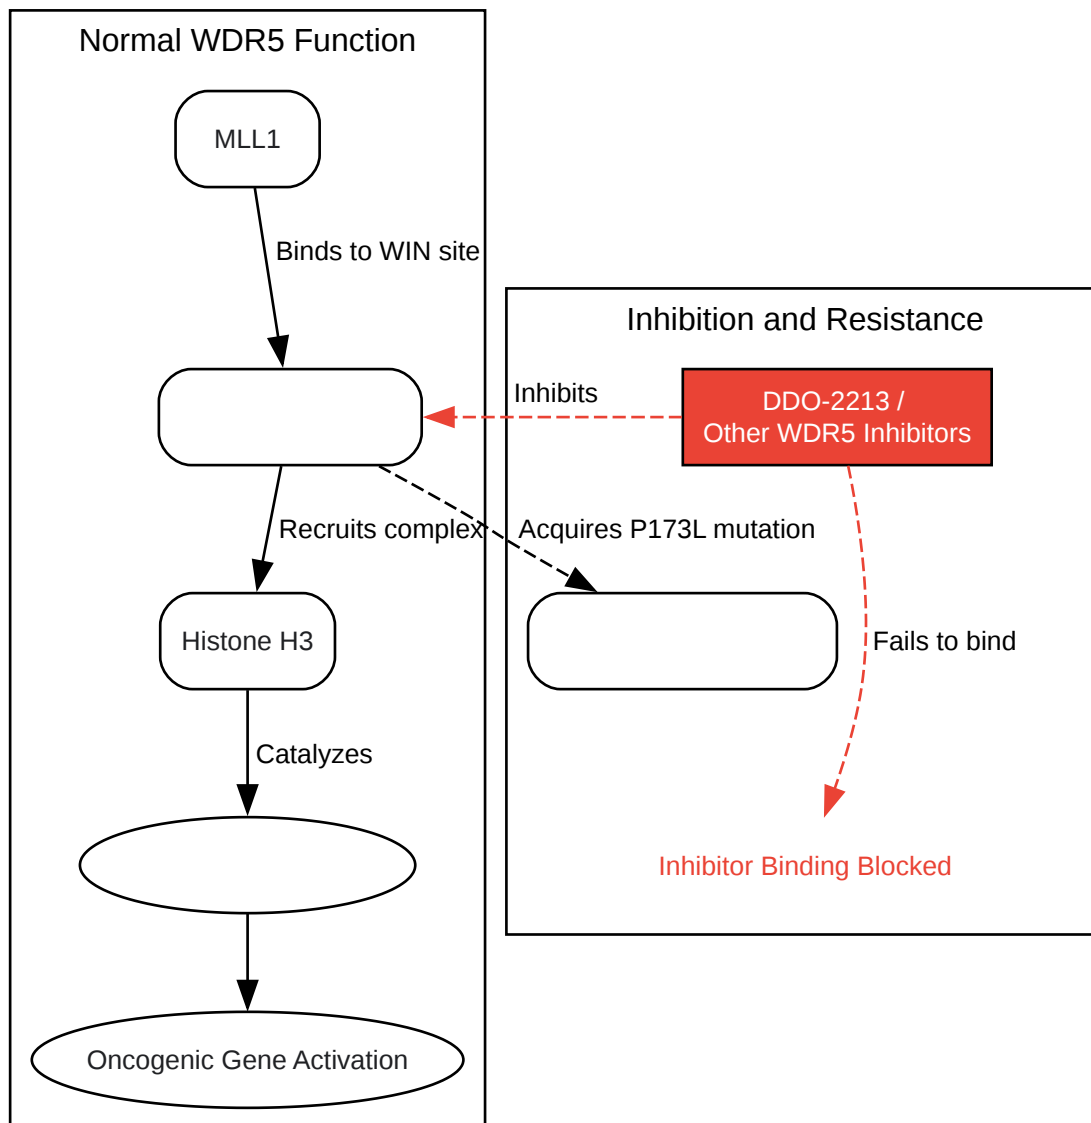 Normal WDR5 Function
MLL1
Binds to WIN site
Inhibition and Resistance
Inhibits
DDO-2213 /
Other WDR5 Inhibitors
Recruits complex
Acquires P173L mutation
Histone H3
Fails to bind
Catalyzes
Inhibitor Binding Blocked
Oncogenic Gene Activation